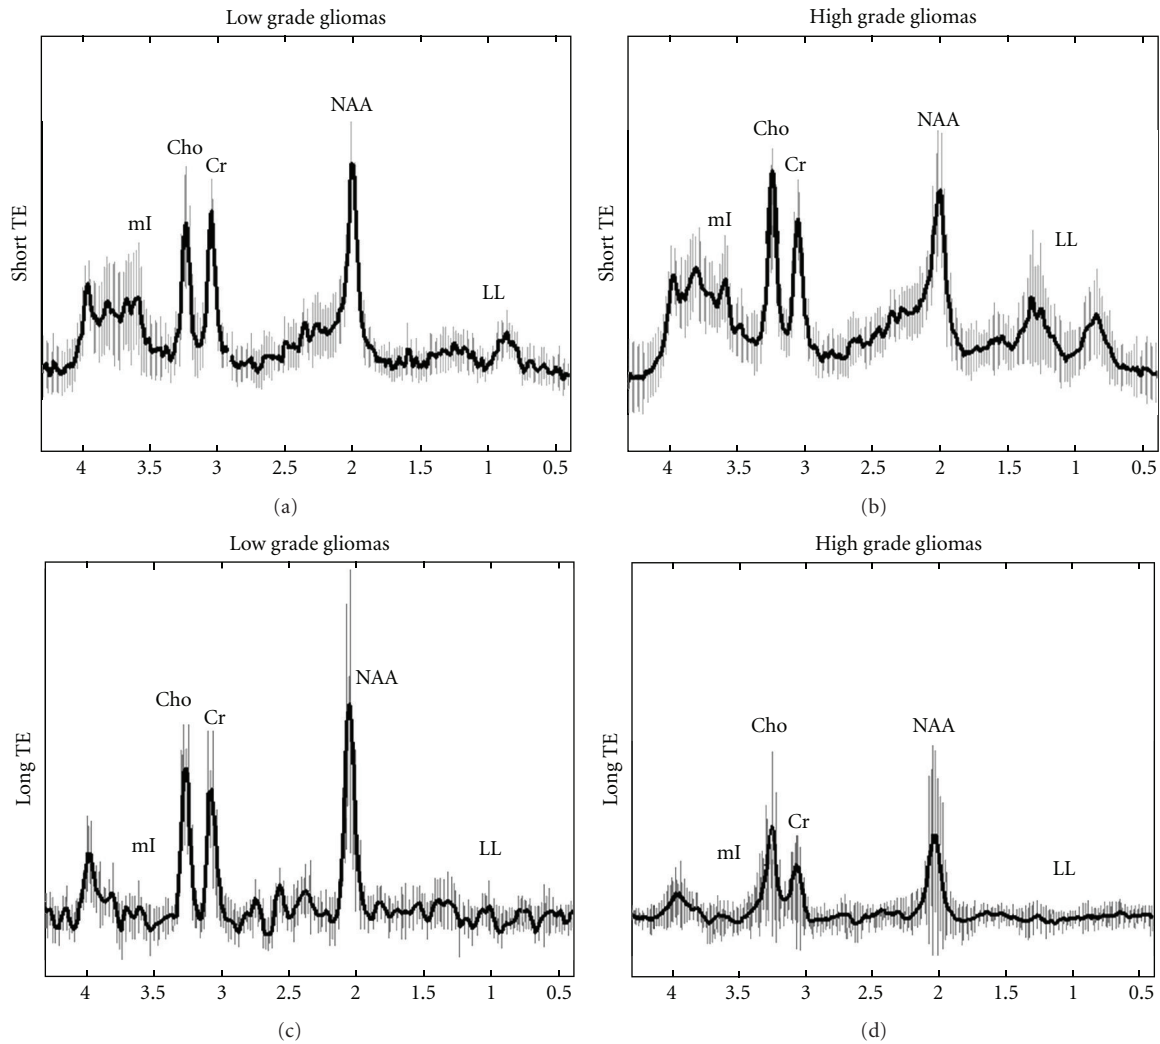 Low grade gliomas
Short TE
mI
Cho
Cr
NAA
LL
4 3.5 3 2.5 2 1.5 1 0.5
(a)
High grade gliomas
Short TE
mI
Cho
Cr
NAA
LL
4 3.5 3 2.5 2 1.5 1 0.5
(b)
Low grade gliomas
Long TE
mI
Cho
Cr
NAA
LL
4 3.5 3 2.5 2 1.5 1 0.5
(c)
High grade gliomas
Long TE
mI
Cho
Cr
NAA
LL
4 3.5 3 2.5 2 1.5 1 0.5
(d)